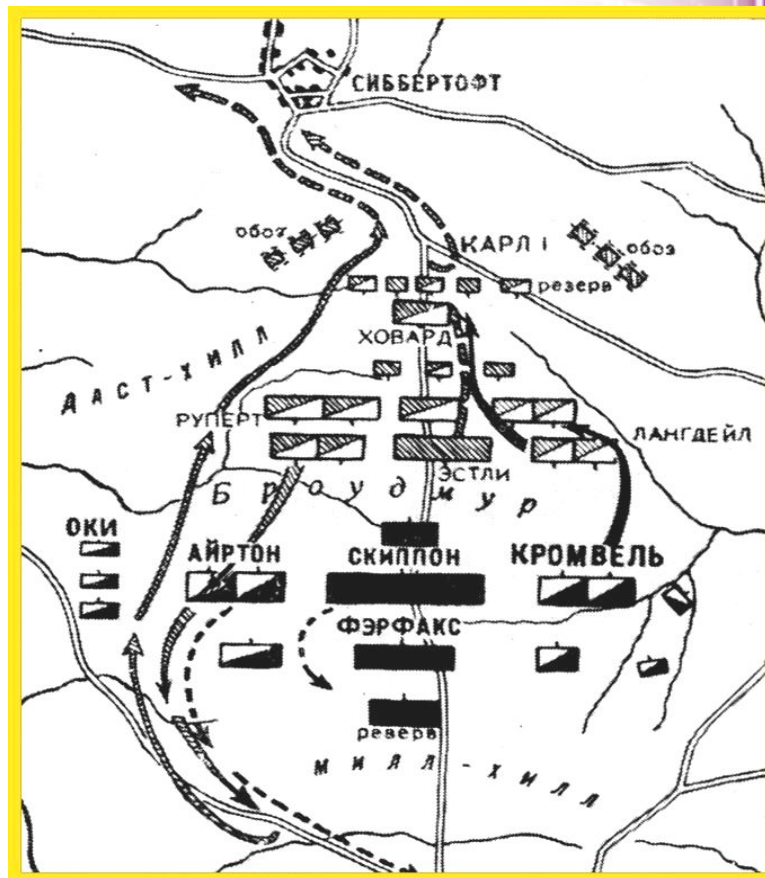 СИББЕРТОФТ
обоз
КАРЛ I
обоз
резерв
ХОВАРД
ДАСТ-ХИЛЛ
РУПЕРТ
ЛАНГДЕЙЛ
ЭСТЛИ
Броудмур
ОКИ
АЙРТОН
СКИППОН
КРОМВЕЛЬ
ФЭРФАКС
резерв
МИЛЛ-ХИЛЛ